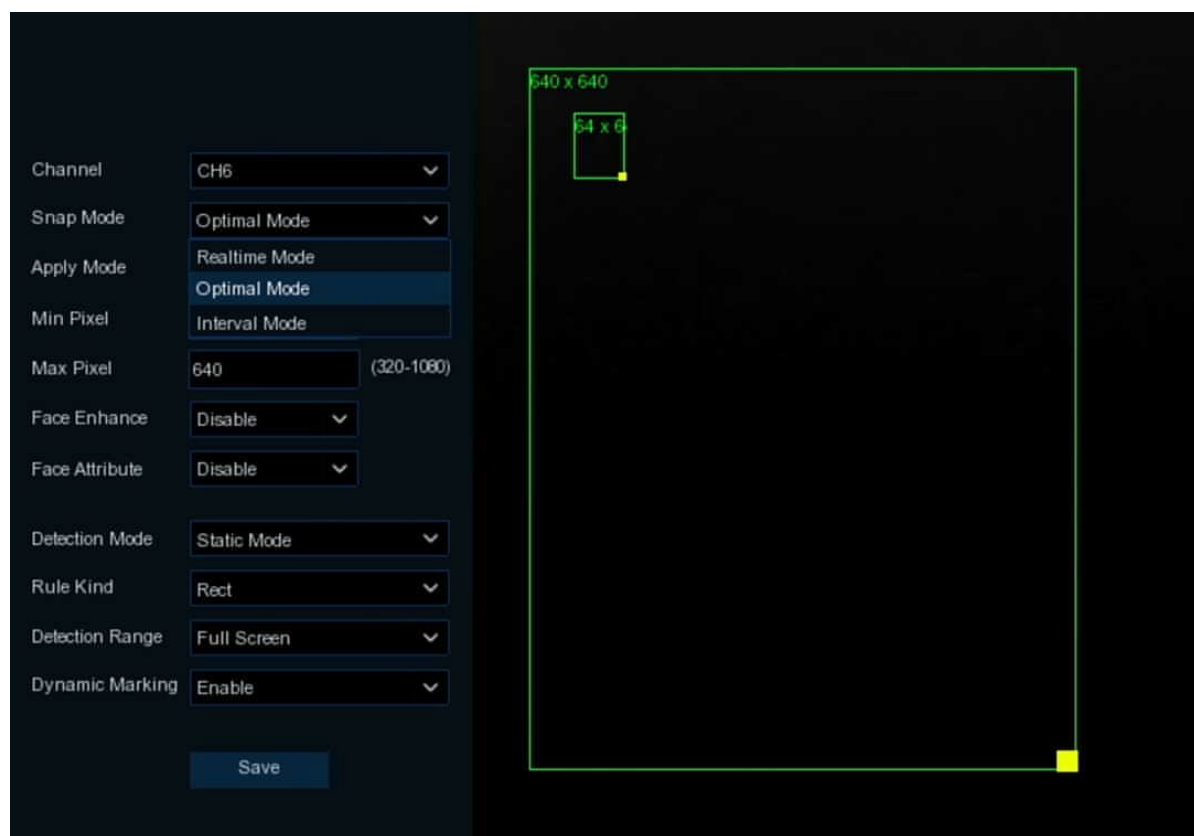 640 x 640
64 x 6
Channel CH6
Snap Mode Optimal Mode
Realtime Mode
Apply Mode
Optimal Mode
Min Pixel
Interval Mode
Max Pixel 640 (320-1080)
Face Enhance Disable
Face Attribute Disable
Detection Mode Static Mode
Rule Kind Rect
Detection Range Full Screen
Dynamic Marking Enable
Save